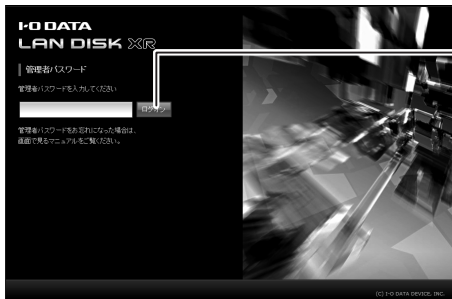 I-O DATA
LAN DISK XR
管理者パスワード
管理者パスワードを入力してください
ログイン
管理者パスワードをお忘れになった場合は、
画面で見るマニュアルをご覧ください。
(C) I-O DATA DEVICE, INC.